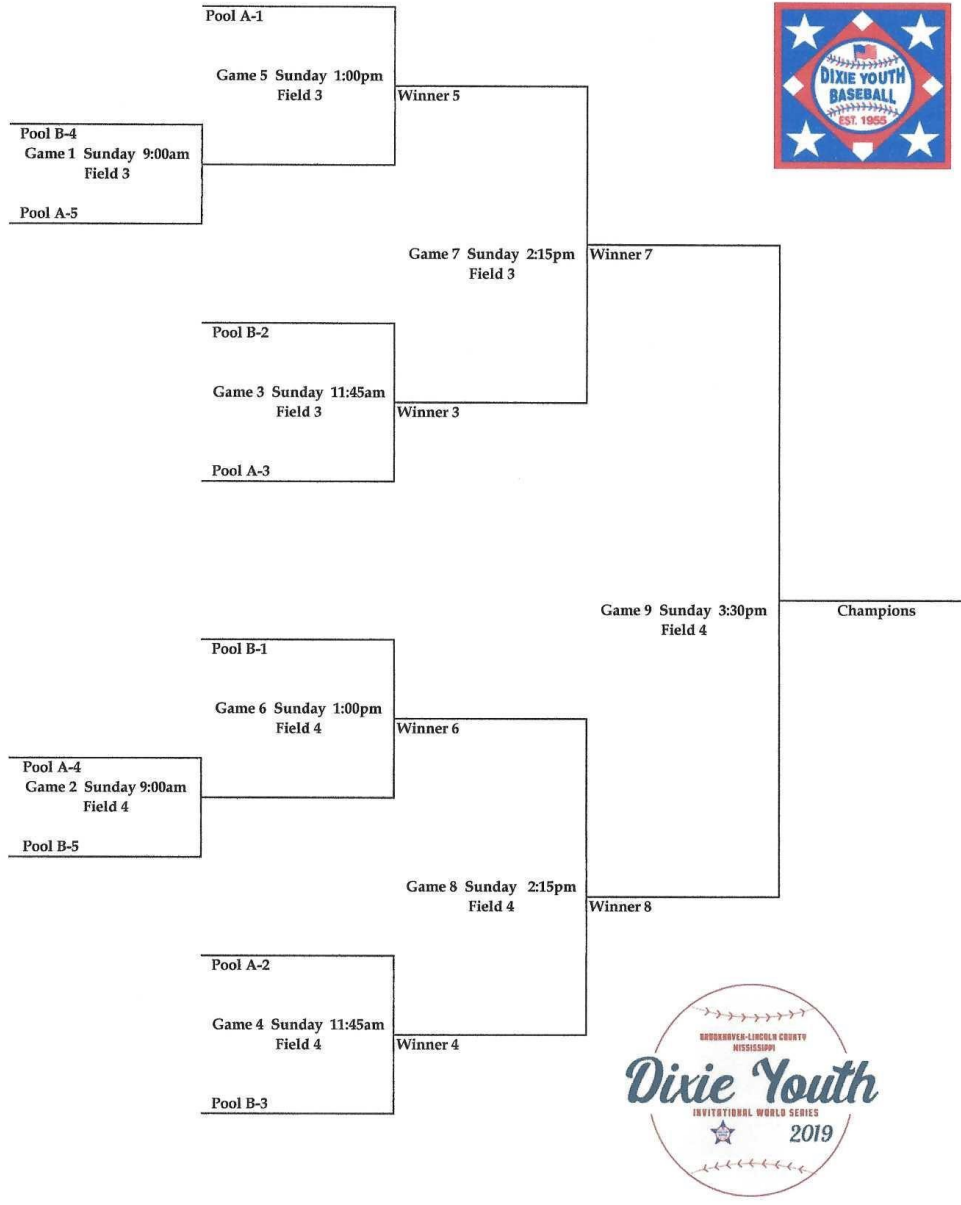 Pool A-1
DIXIE YOUTH
BASEBALL
EST. 1955
Game 5 Sunday 1:00pm
Field 3
Winner 5
Pool B-4
Game 1 Sunday 9:00am
Field 3
Pool A-5
Game 7 Sunday 2:15pm
Field 3
Winner 7
Pool B-2
Game 3 Sunday 11:45am
Field 3
Winner 3
Pool A-3
Game 9 Sunday 3:30pm
Field 4
Champions
Pool B-1
Game 6 Sunday 1:00pm
Field 4
Winner 6
Pool A-4
Game 2 Sunday 9:00am
Field 4
Pool B-5
Game 8 Sunday 2:15pm
Field 4
Winner 8
Pool A-2
Game 4 Sunday 11:45am
Field 4
Winner 4
Pool B-3
BROOKHAVEN-LINCOLN COUNTY
MISSISSIPPI
Dixie Youth
INVITATIONAL WORLD SERIES
2019